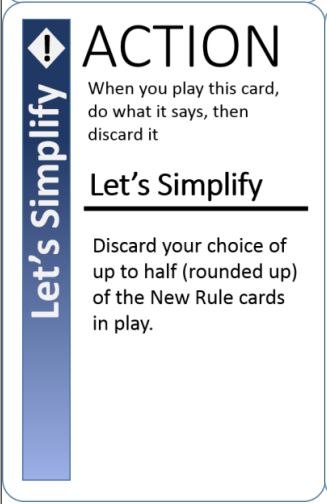 !
ACTION
When you play this card,
do what it says, then
discard it
Let's Simplify
Let's Simplify
Discard your choice of
up to half (rounded up)
of the New Rule cards
in play.